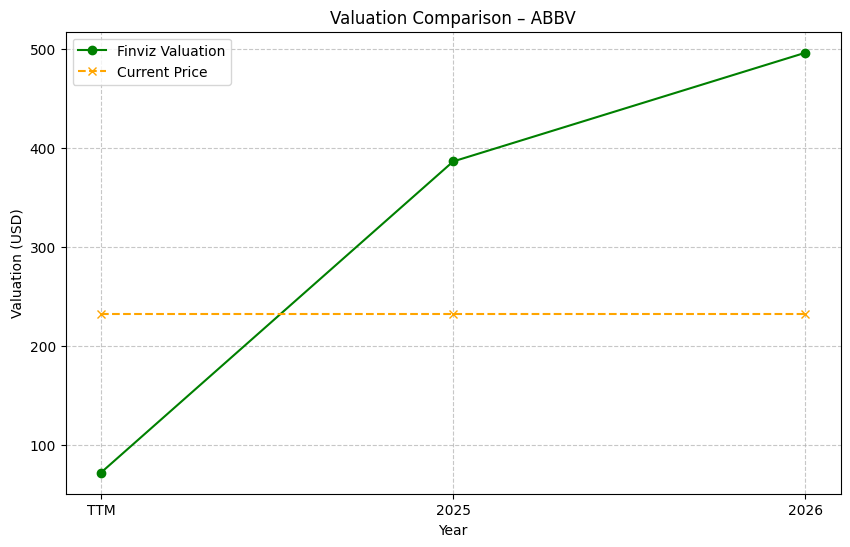 Valuation Comparison – ABBV
Finviz Valuation
Current Price
500
400
300
200
100
Valuation (USD)
TTM
2025
2026
Year